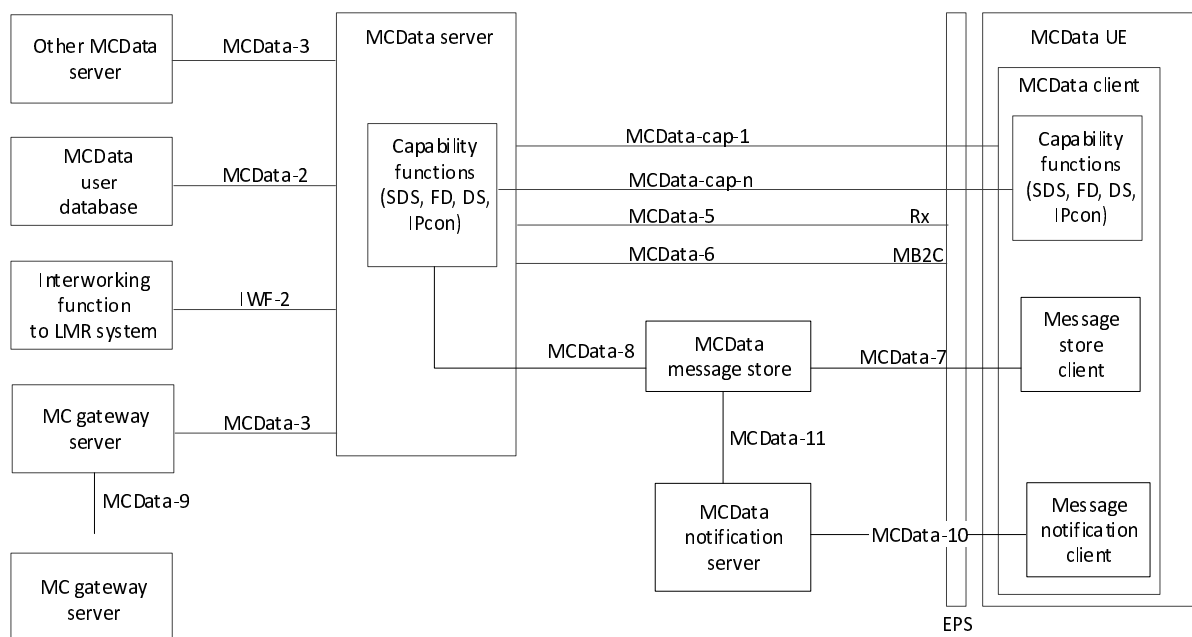 Other MCData
server
MCData-3
MCData server
MCData UE
MCData client
MCData
user
database
MCData-2
Capability
functions
(SDS, FD, DS,
IPcon)
MCData-cap-1
MCData-cap-n
MCData-5
Rx
MCData-6
MB2C
Capability
functions
(SDS, FD, DS,
IPcon)
Interworking
function
to LMR system
IWF-2
MCData-8
MCData
message store
MCData-7
Message
store
client
MC gateway
server
MCData-3
MCData-9
MCData-11
MCData
notification
server
MCData-10
Message
notification
client
MC gateway
server
EPS